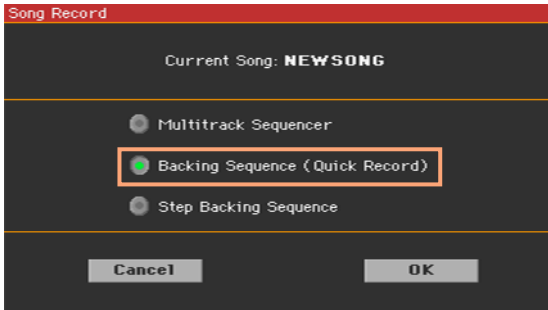 Song Record
Current Song: NEWSONG
Multitrack Sequencer
Backing Sequence (Quick Record)
Step Backing Sequence
Cancel OK